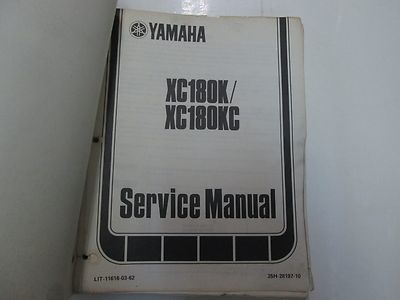 YAMAHA
XC180K/
XC180KC
Service Manual
LIT-11616-03-62
25H-28197-10